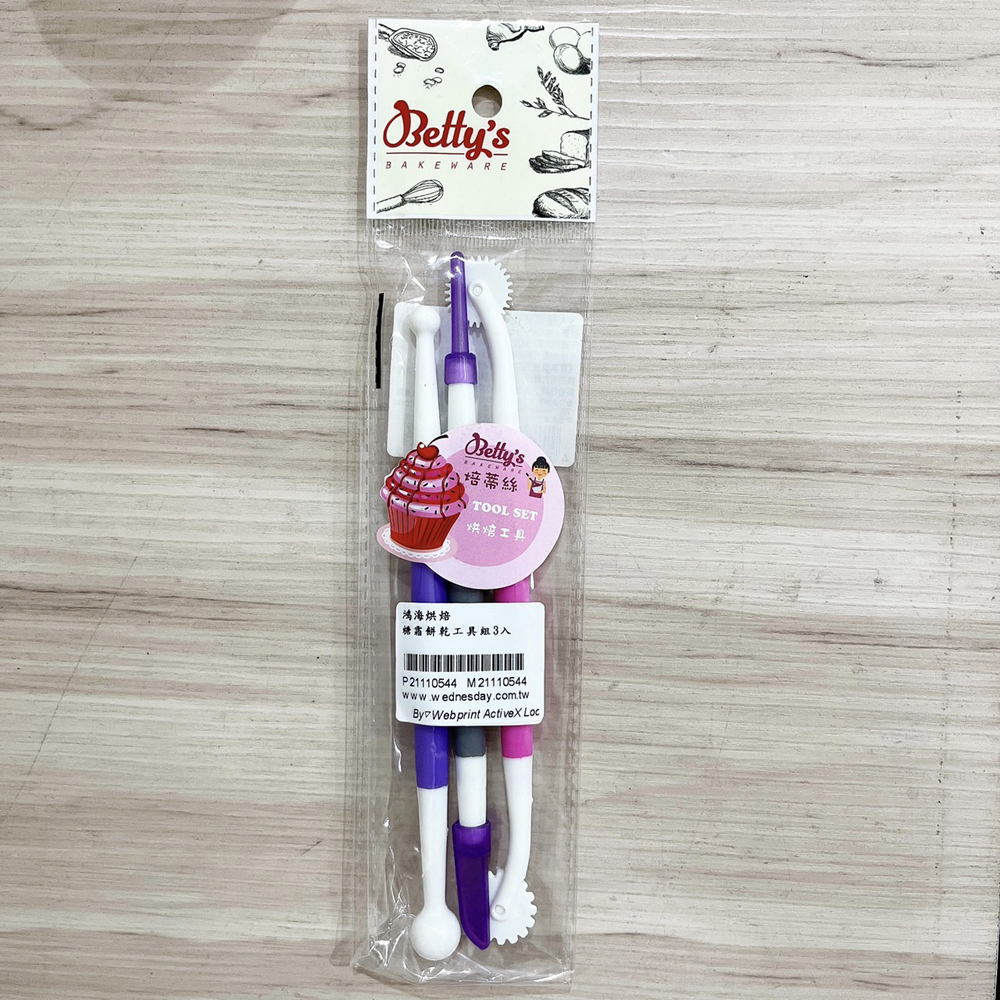 Betty's
BAKEWARE
Betty's
BAKEWARE
焙蒂絲
TOOL SET
烘焙工具
鴻海烘焙
糖霜餅乾工具組3入
P21110544 M21110544
www.wednesday.com.tw
By▽Webprint ActiveX Loc